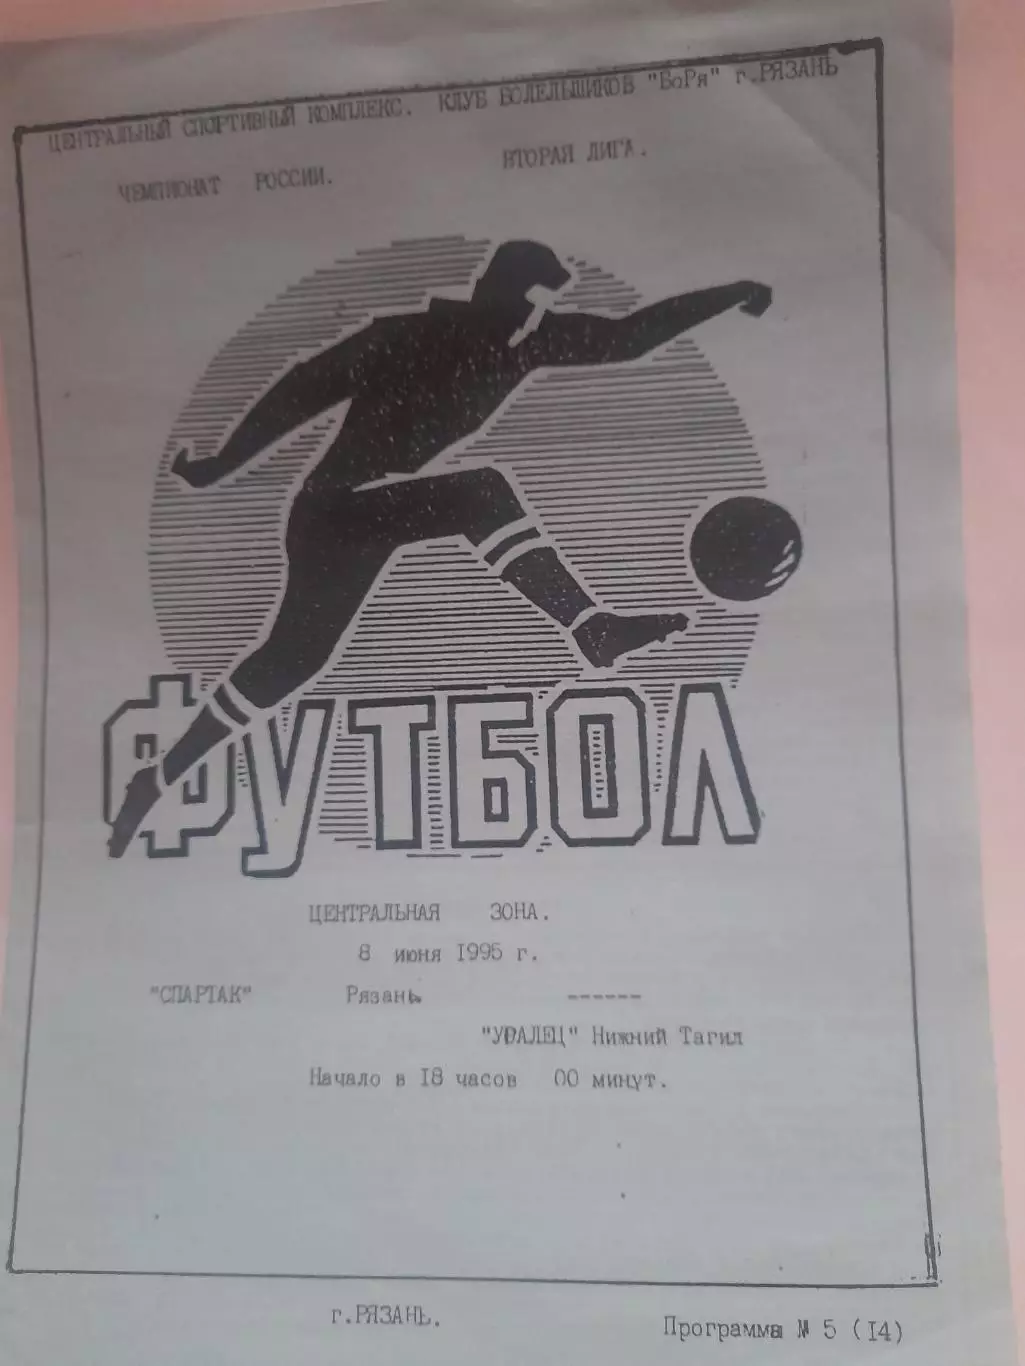 ЦЕНТРАЛЬНЫЙ СПОРТИВНЫЙ КОМПЛЕКС. КЛУБ БОЛЕЛЬЩИКОВ "БоРя" г.РЯЗАНЬ
ЧЕМПИОНАТ РОССИИ. ВТОРАЯ ЛИГА.
ФУТБОЛ
ЦЕНТРАЛЬНАЯ ЗОНА.
8 июня 1995 г.
"СПАРТАК" Рязань ------
"УРАЛЕЦ" Нижний Тагил
Начало в 18 часов 00 минут.
г.РЯЗАНЬ.
Программа № 5 (14)